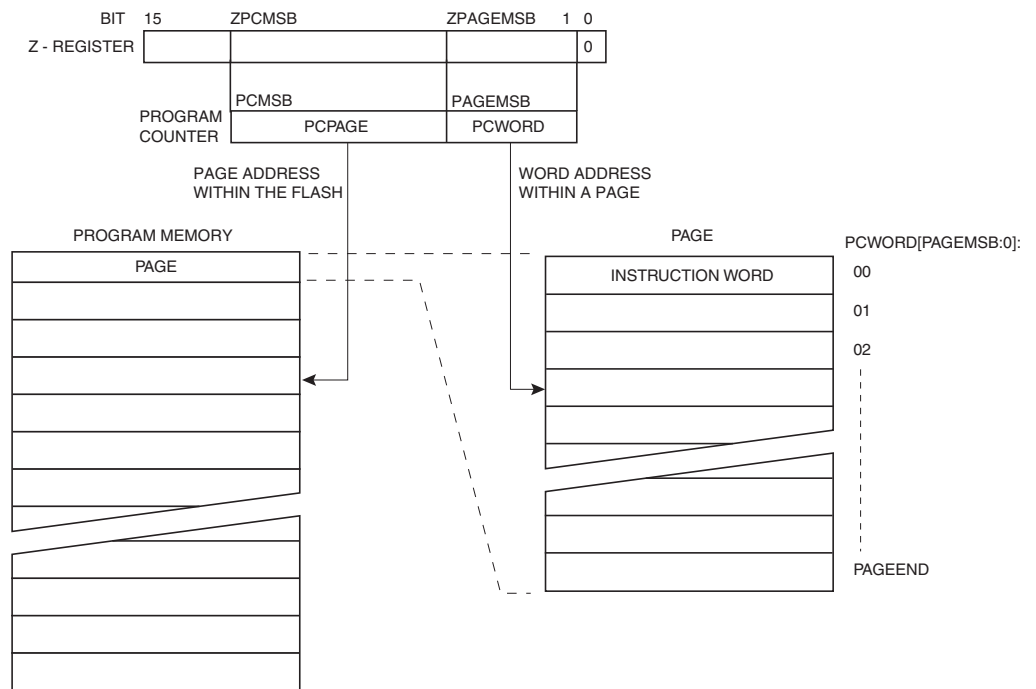 BIT 15 ZPCMSB ZPAGEMSB 1 0
Z - REGISTER 0
PCMSB PAGEMSB
PROGRAM
COUNTER
PCPAGE PCWORD
PAGE ADDRESS
WITHIN THE FLASH
WORD ADDRESS
WITHIN A PAGE
PROGRAM MEMORY
PAGE
PAGE
INSTRUCTION WORD
PCWORD[PAGEMSB:0]:
00
01
02
PAGEEND